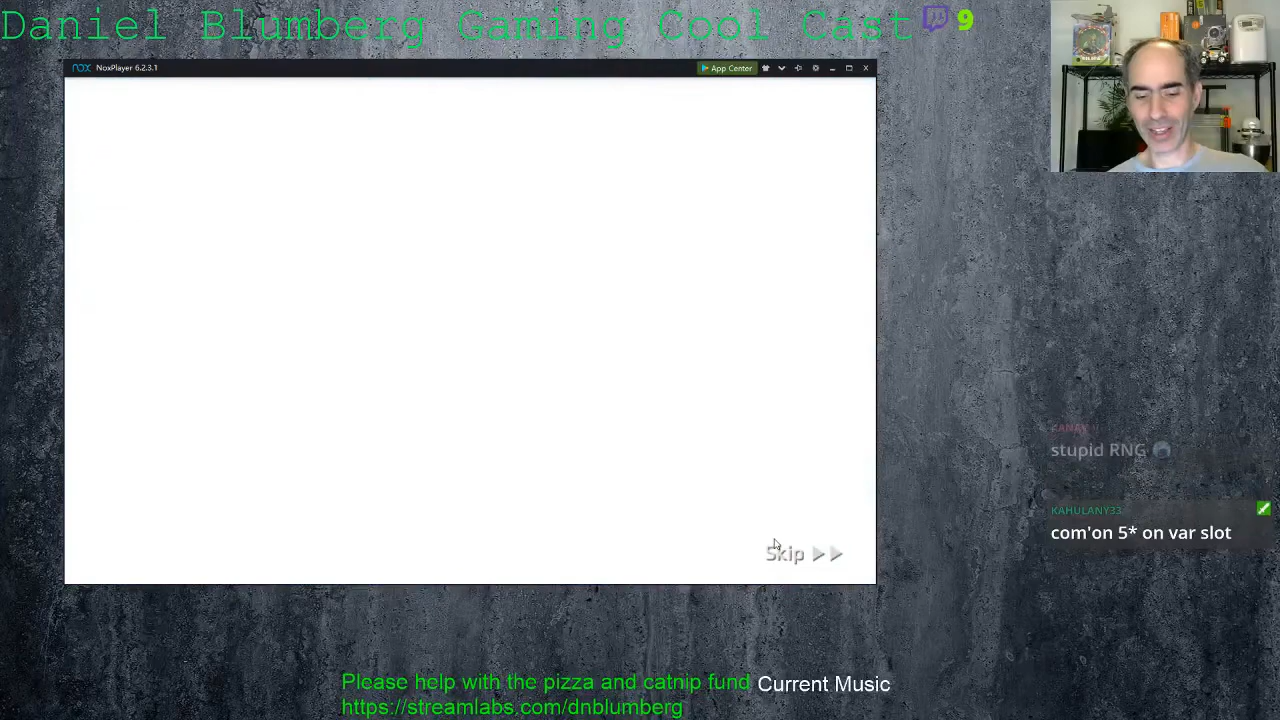 Daniel Blumberg Gaming Cool Cast 9
nox NoxPlayer 6.2.3.1
App Center
stupid RNG
KAHULANY33
com'on 5* on var slot
Skip
Please help with the pizza and catnip fund
https://streamlabs.com/dnblumberg
Current Music